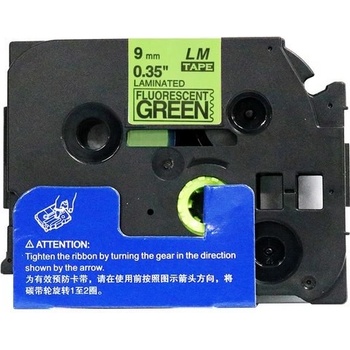 9 mm LM
0.35" TAPE
LAMINATED
FLUORESCENT
GREEN
⚠ ATTENTION:
Tighten the ribbon by turning the gear in the direction
shown by the arrow.
为有效预防卡带，请在使用前按照图示箭头方向，将
碳带轮旋转1至2圈。